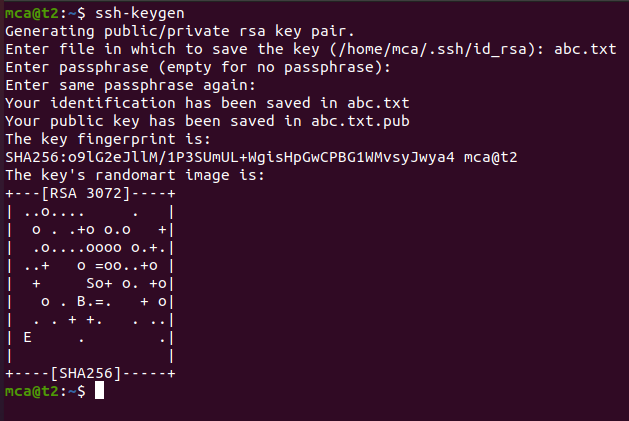 mca@t2:~$ ssh-keygen
Generating public/private rsa key pair.
Enter file in which to save the key (/home/mca/.ssh/id_rsa): abc.txt
Enter passphrase (empty for no passphrase):
Enter same passphrase again:
Your identification has been saved in abc.txt
Your public key has been saved in abc.txt.pub
The key fingerprint is:
SHA256:o9lG2eJllM/1P3SUmUL+WgisHpGwCPBG1WMvsyJwya4 mca@t2
The key's randomart image is:
+---[RSA 3072]----+
| ..o....     .   |
|  o . .+o o.o   +|
|  .o....oooo o.+.|
| ..+   o =oo..+o |
|  +     So+ o. +o|
|   o . B.=.   + o|
|  . . + +.   . ..|
| E     .        .|
|                 |
+----[SHA256]-----+
mca@t2:~$